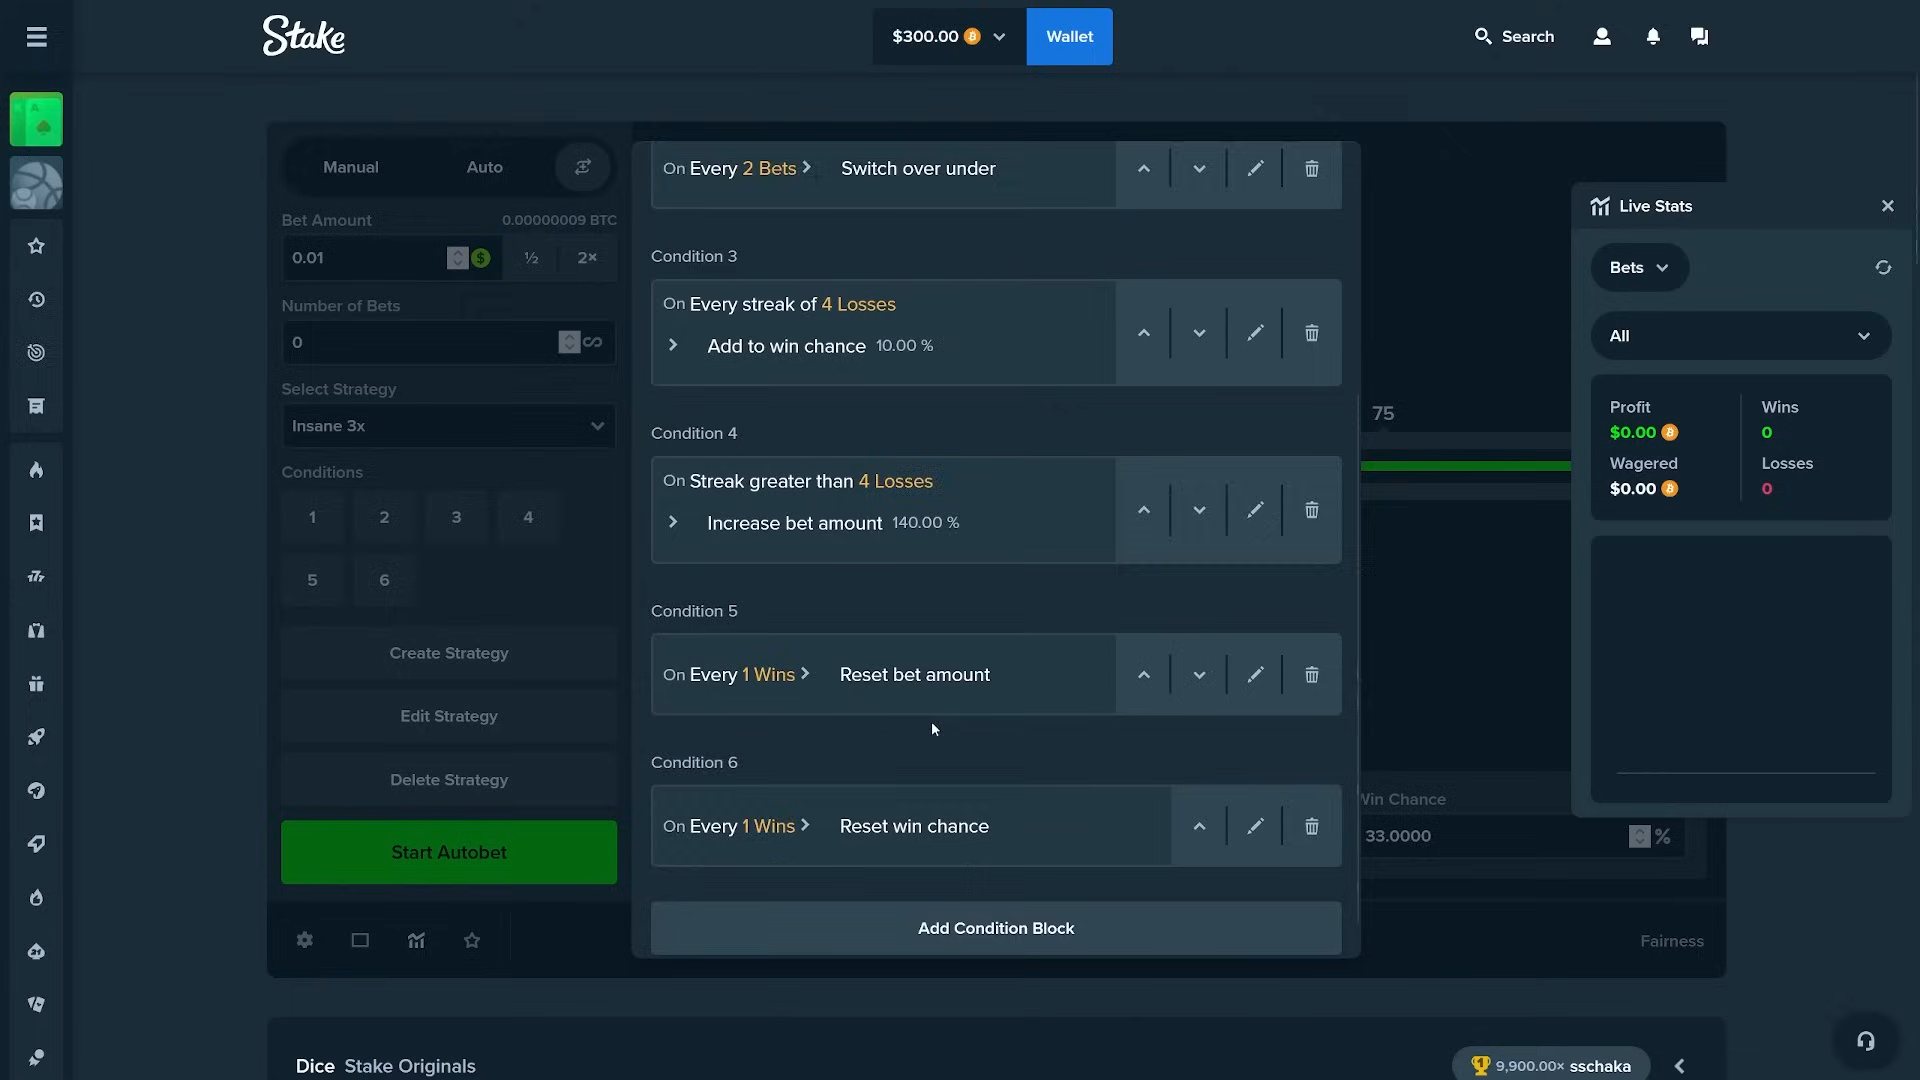 Stake
$300.00
Wallet
Search
Manual
Auto
Bet Amount
0.00000009 BTC
0.01
½
2×
Number of Bets
0
Select Strategy
Insane 3x
Conditions
1
2
3
4
5
6
Create Strategy
Edit Strategy
Delete Strategy
Start Autobet
On Every 2 Bets
Switch over under
Condition 3
On Every streak of 4 Losses
Add to win chance 10.00 %
Condition 4
On Streak greater than 4 Losses
Increase bet amount 140.00 %
Condition 5
On Every 1 Wins
Reset bet amount
Condition 6
On Every 1 Wins
Reset win chance
Add Condition Block
75
Win Chance
33.0000
%
Fairness
Live Stats
Bets
All
Profit
$0.00
Wins
0
Wagered
$0.00
Losses
0
Dice Stake Originals
9,900.00× sschaka